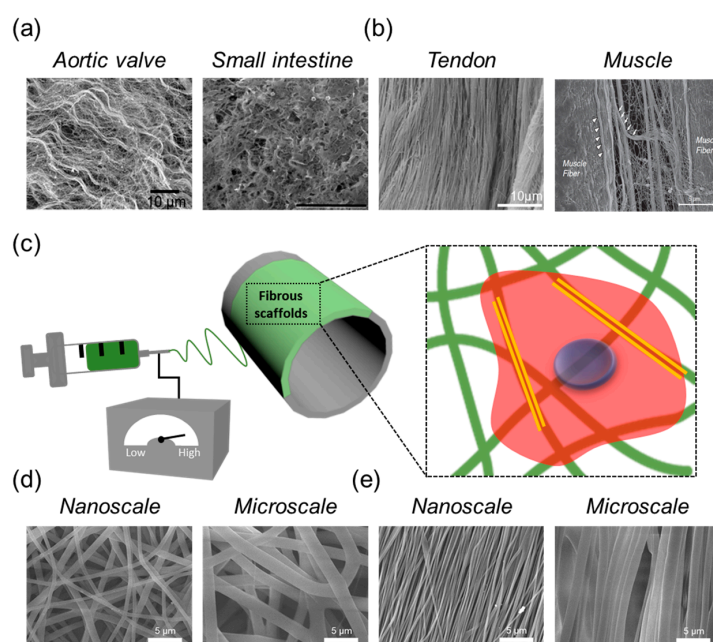 (a)
(b)
Aortic valve
Small intestine
Tendon
Muscle
10 μm
10μm
Muscle
Fiber
Fiber
(c)
Fibrous
scaffolds
Low
High
(d)
(e)
Nanoscale
Microscale
Nanoscale
Microscale
5 μm
5 μm
5 μm
5 μm